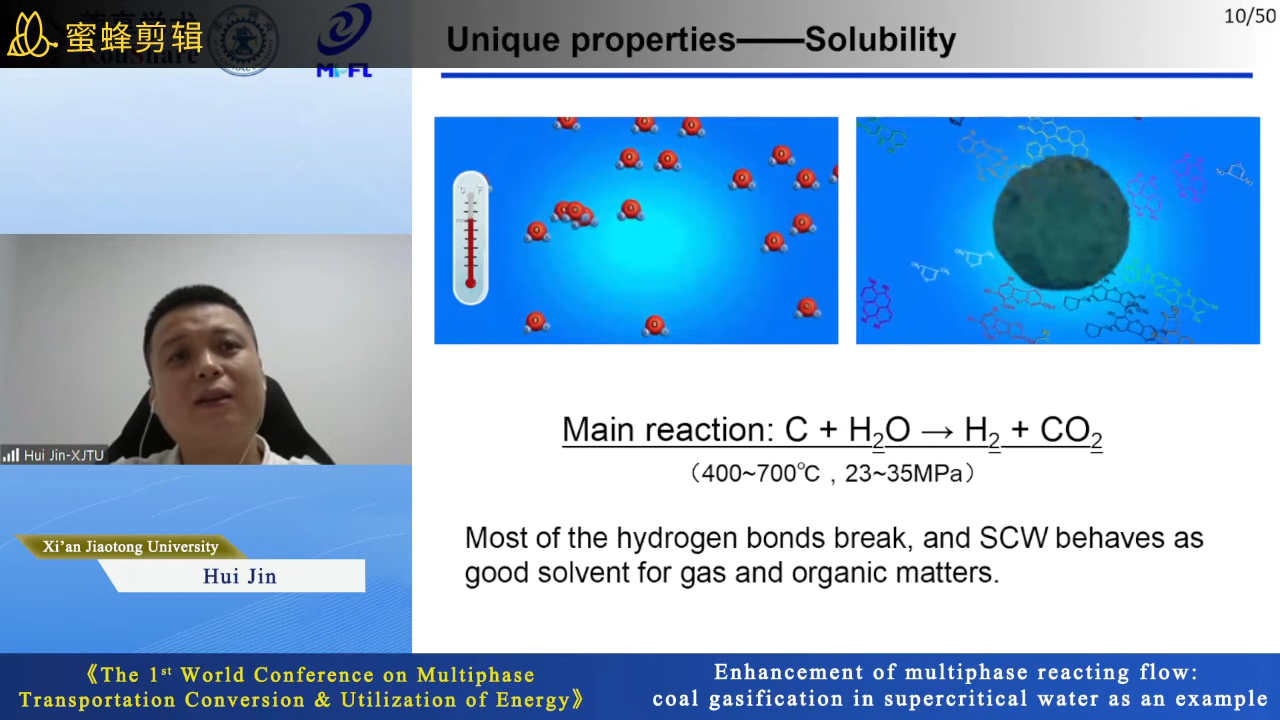 蜜蜂剪辑
Unique properties——Solubility
10/50
Main reaction: C + H₂O → H₂ + CO₂
（400~700℃，23~35MPa）
Most of the hydrogen bonds break, and SCW behaves as
good solvent for gas and organic matters.
Hui Jin-XJTU
Xi'an Jiaotong University
Hui Jin
《The 1st World Conference on Multiphase
Transportation Conversion & Utilization of Energy》
Enhancement of multiphase reacting flow:
coal gasification in supercritical water as an example